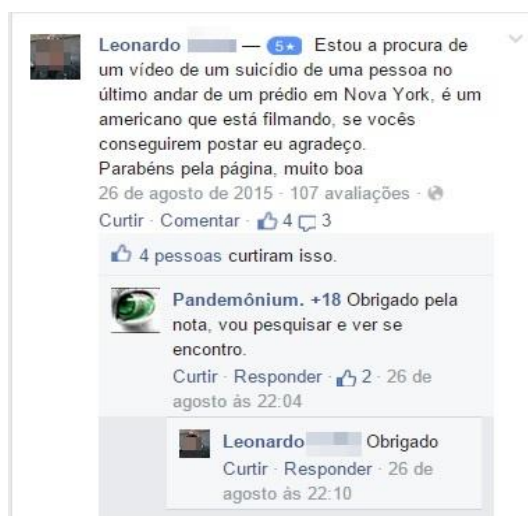 Leonardo — 5★ Estou a procura de
um vídeo de um suicídio de uma pessoa no
último andar de um prédio em Nova York, é um
americano que está filmando, se vocês
conseguirem postar eu agradeço.
Parabéns pela página, muito boa
26 de agosto de 2015 · 107 avaliações ·
Curtir · Comentar · 4 3
4 pessoas curtiram isso.
Pandemônium. +18 Obrigado pela
nota, vou pesquisar e ver se
encontro.
Curtir · Responder · 2 · 26 de
agosto às 22:04
Leonardo Obrigado
Curtir · Responder · 26 de
agosto às 22:10